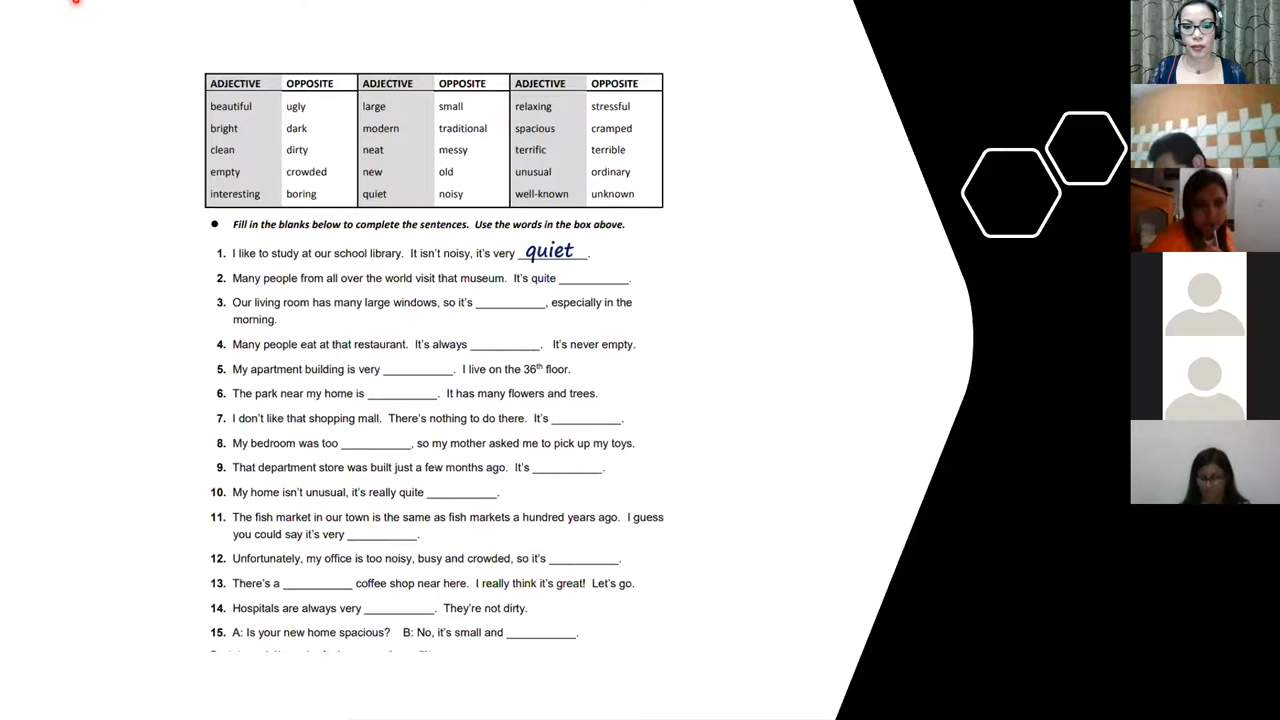 ADJECTIVE OPPOSITE ADJECTIVE OPPOSITE ADJECTIVE OPPOSITE
beautiful ugly large small relaxing stressful
bright dark modern traditional spacious cramped
clean dirty neat messy terrific terrible
empty crowded new old unusual ordinary
interesting boring quiet noisy well-known unknown
● Fill in the blanks below to complete the sentences. Use the words in the box above.
1. I like to study at our school library. It isn't noisy, it's very quiet.
2. Many people from all over the world visit that museum. It's quite ___________.
3. Our living room has many large windows, so it's ___________, especially in the
morning.
4. Many people eat at that restaurant. It's always ___________. It's never empty.
5. My apartment building is very ___________. I live on the 36th floor.
6. The park near my home is ___________. It has many flowers and trees.
7. I don't like that shopping mall. There's nothing to do there. It's ___________.
8. My bedroom was too ___________, so my mother asked me to pick up my toys.
9. That department store was built just a few months ago. It's ___________.
10. My home isn't unusual, it's really quite ___________.
11. The fish market in our town is the same as fish markets a hundred years ago. I guess
you could say it's very ___________.
12. Unfortunately, my office is too noisy, busy and crowded, so it's ___________.
13. There's a ___________ coffee shop near here. I really think it's great! Let's go.
14. Hospitals are always very ___________. They're not dirty.
15. A: Is your new home spacious? B: No, it's small and ___________.